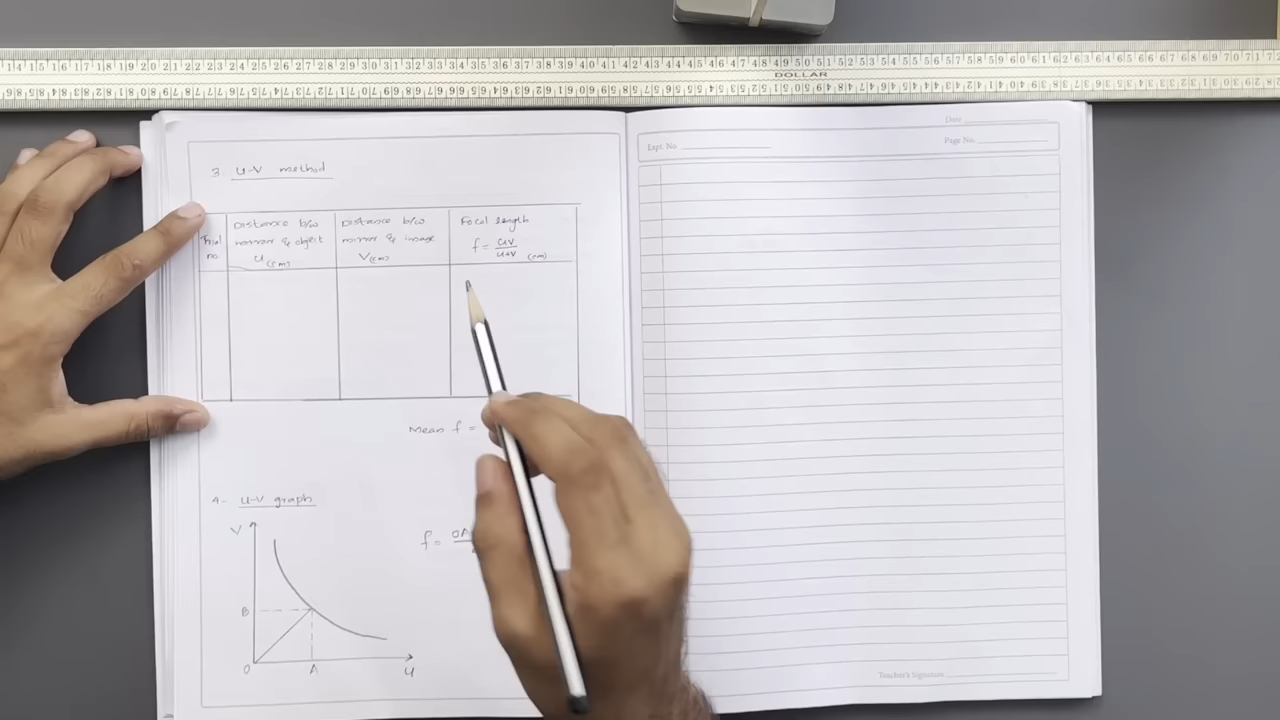 DOLLAR
3. U-V method
Trial no.
Distance b/w mirror & object U (cm)
Distance b/w mirror & image V (cm)
Focal length f = uv/u+v (cm)
Mean f =
4- U-V graph
V
B
O
A
u
f = OA
Date
Expt. No.
Page No.
Teacher's Signature